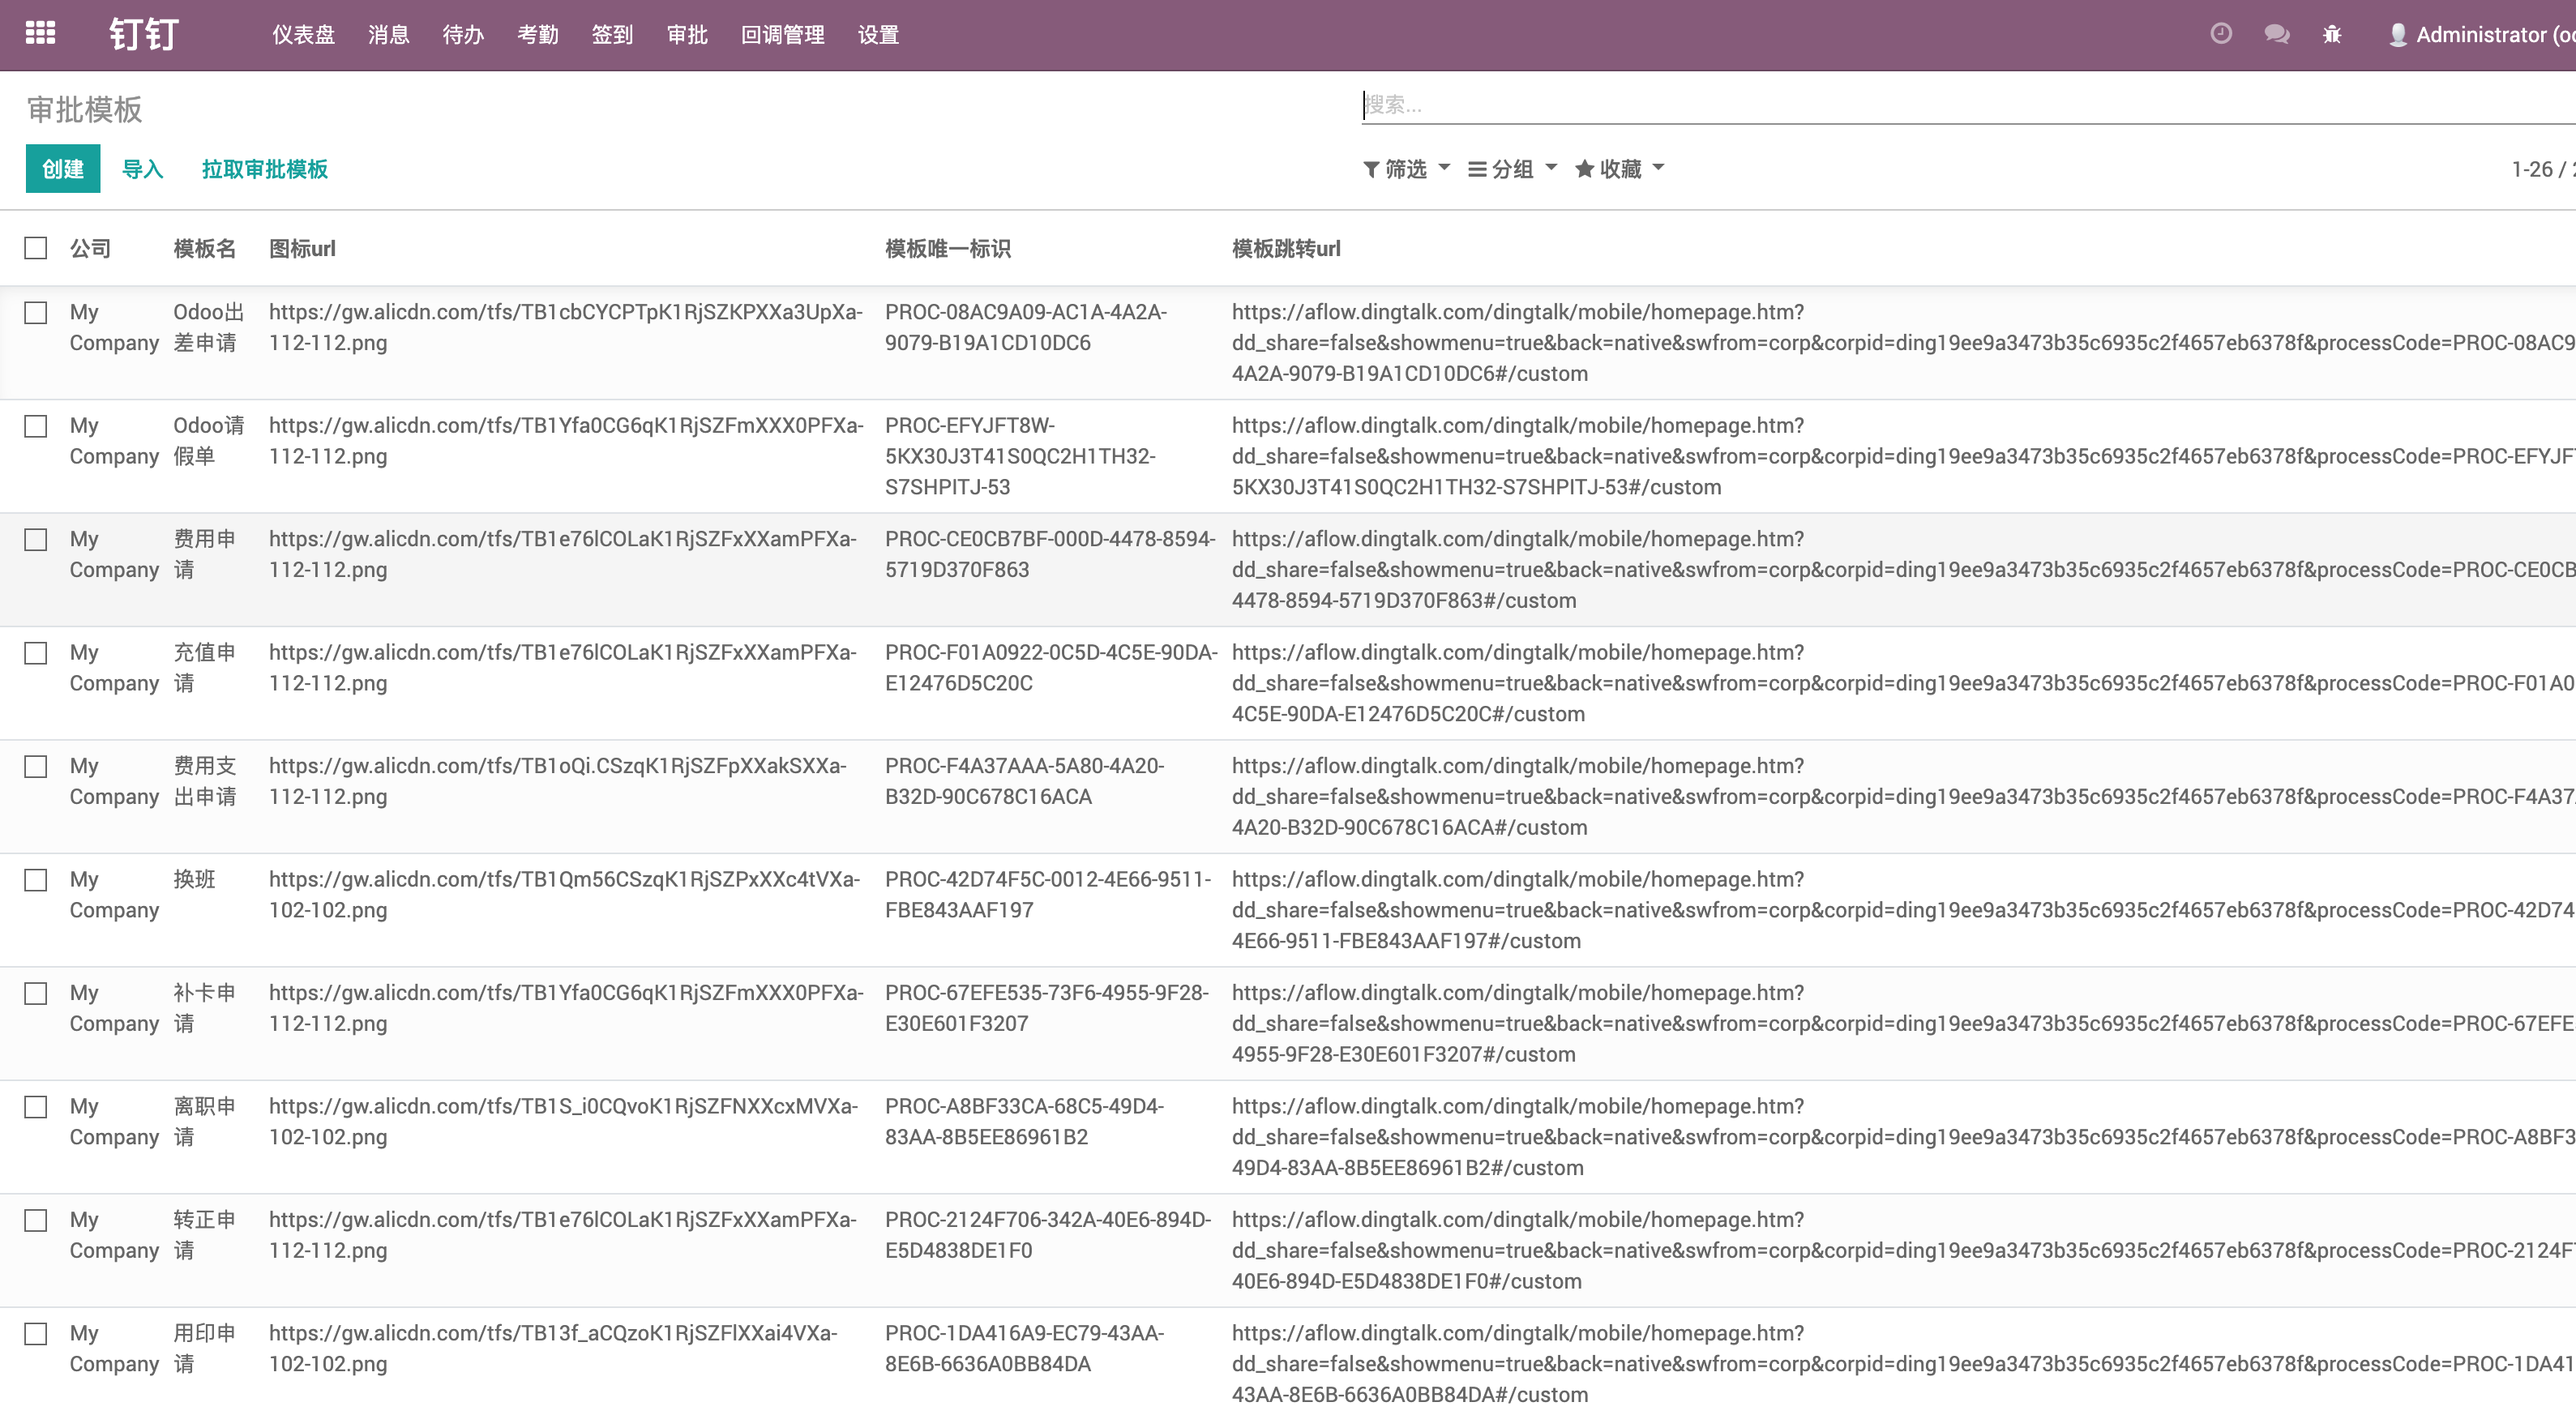 钉钉 仪表盘 消息 待办 考勤 签到 审批 回调管理 设置 Administrator (
审批模板
搜索...
创建 导入 拉取审批模板 筛选 分组 收藏 1-26 /
公司 模板名 图标url 模板唯一标识 模板跳转url
My Odoo出 https://gw.alicdn.com/tfs/TB1cbCYCPTpK1RjSZKPXXa3UpXa- PROC-08AC9A09-AC1A-4A2A- https://aflow.dingtalk.com/dingtalk/mobile/homepage.htm?
Company 差申请 112-112.png 9079-B19A1CD10DC6 dd_share=false&showmenu=true&back=native&swfrom=corp&corpid=ding19ee9a3473b35c6935c2f4657eb6378f&processCode=PROC-08AC9
4A2A-9079-B19A1CD10DC6#/custom
My Odoo请 https://gw.alicdn.com/tfs/TB1Yfa0CG6qK1RjSZFmXXX0PFXa- PROC-EFYJFT8W- https://aflow.dingtalk.com/dingtalk/mobile/homepage.htm?
Company 假单 112-112.png 5KX30J3T41S0QC2H1TH32- dd_share=false&showmenu=true&back=native&swfrom=corp&corpid=ding19ee9a3473b35c6935c2f4657eb6378f&processCode=PROC-EFYJF
S7SHPITJ-53 5KX30J3T41S0QC2H1TH32-S7SHPITJ-53#/custom
My 费用申 https://gw.alicdn.com/tfs/TB1e76lCOLaK1RjSZFxXXamPFXa- PROC-CE0CB7BF-000D-4478-8594- https://aflow.dingtalk.com/dingtalk/mobile/homepage.htm?
Company 请 112-112.png 5719D370F863 dd_share=false&showmenu=true&back=native&swfrom=corp&corpid=ding19ee9a3473b35c6935c2f4657eb6378f&processCode=PROC-CE0CB
4478-8594-5719D370F863#/custom
My 充值申 https://gw.alicdn.com/tfs/TB1e76lCOLaK1RjSZFxXXamPFXa- PROC-F01A0922-0C5D-4C5E-90DA- https://aflow.dingtalk.com/dingtalk/mobile/homepage.htm?
Company 请 112-112.png E12476D5C20C dd_share=false&showmenu=true&back=native&swfrom=corp&corpid=ding19ee9a3473b35c6935c2f4657eb6378f&processCode=PROC-F01A0
4C5E-90DA-E12476D5C20C#/custom
My 费用支 https://gw.alicdn.com/tfs/TB1oQi.CSzqK1RjSZFpXXakSXXa- PROC-F4A37AAA-5A80-4A20- https://aflow.dingtalk.com/dingtalk/mobile/homepage.htm?
Company 出申请 112-112.png B32D-90C678C16ACA dd_share=false&showmenu=true&back=native&swfrom=corp&corpid=ding19ee9a3473b35c6935c2f4657eb6378f&processCode=PROC-F4A37
4A20-B32D-90C678C16ACA#/custom
My 换班 https://gw.alicdn.com/tfs/TB1Qm56CSzqK1RjSZPxXXc4tVXa- PROC-42D74F5C-0012-4E66-9511- https://aflow.dingtalk.com/dingtalk/mobile/homepage.htm?
Company 102-102.png FBE843AAF197 dd_share=false&showmenu=true&back=native&swfrom=corp&corpid=ding19ee9a3473b35c6935c2f4657eb6378f&processCode=PROC-42D74
4E66-9511-FBE843AAF197#/custom
My 补卡申 https://gw.alicdn.com/tfs/TB1Yfa0CG6qK1RjSZFmXXX0PFXa- PROC-67EFE535-73F6-4955-9F28- https://aflow.dingtalk.com/dingtalk/mobile/homepage.htm?
Company 请 112-112.png E30E601F3207 dd_share=false&showmenu=true&back=native&swfrom=corp&corpid=ding19ee9a3473b35c6935c2f4657eb6378f&processCode=PROC-67EFE
4955-9F28-E30E601F3207#/custom
My 离职申 https://gw.alicdn.com/tfs/TB1S_i0CQvoK1RjSZFNXXcxMVXa- PROC-A8BF33CA-68C5-49D4- https://aflow.dingtalk.com/dingtalk/mobile/homepage.htm?
Company 请 102-102.png 83AA-8B5EE86961B2 dd_share=false&showmenu=true&back=native&swfrom=corp&corpid=ding19ee9a3473b35c6935c2f4657eb6378f&processCode=PROC-A8BF3
49D4-83AA-8B5EE86961B2#/custom
My 转正申 https://gw.alicdn.com/tfs/TB1e76lCOLaK1RjSZFxXXamPFXa- PROC-2124F706-342A-40E6-894D- https://aflow.dingtalk.com/dingtalk/mobile/homepage.htm?
Company 请 112-112.png E5D4838DE1F0 dd_share=false&showmenu=true&back=native&swfrom=corp&corpid=ding19ee9a3473b35c6935c2f4657eb6378f&processCode=PROC-2124F
40E6-894D-E5D4838DE1F0#/custom
My 用印申 https://gw.alicdn.com/tfs/TB13f_aCQzoK1RjSZFlXXai4VXa- PROC-1DA416A9-EC79-43AA- https://aflow.dingtalk.com/dingtalk/mobile/homepage.htm?
Company 请 102-102.png 8E6B-6636A0BB84DA dd_share=false&showmenu=true&back=native&swfrom=corp&corpid=ding19ee9a3473b35c6935c2f4657eb6378f&processCode=PROC-1DA41
43AA-8E6B-6636A0BB84DA#/custom